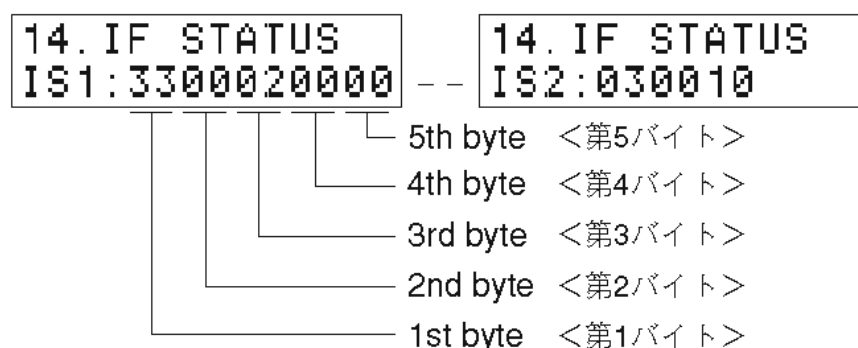 14. IF STATUS
IS1:3300020000
14. IF STATUS
IS2:030010
5th byte <第5バイト>
4th byte <第4バイト>
3rd byte <第3バイト>
2nd byte <第2バイト>
1st byte <第1バイト>